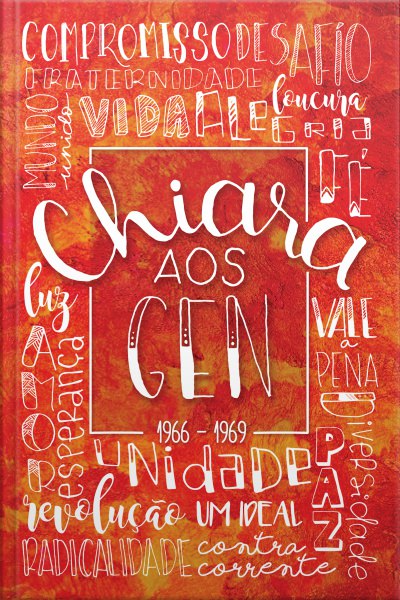 COMPROMISSO DESAFIO
FRATERNIDADE
MUNDO
unido
VIDA
ALEGRIA
loucura
FÉ
Chiara
AOS
GEN
1966 – 1969
luz
AMOR
ESPERANÇA
VALE
a
PENA
Diversidade
PAZ
UNIDADE
revolução UM IDEAL
RADICALIDADE
contra
corrente